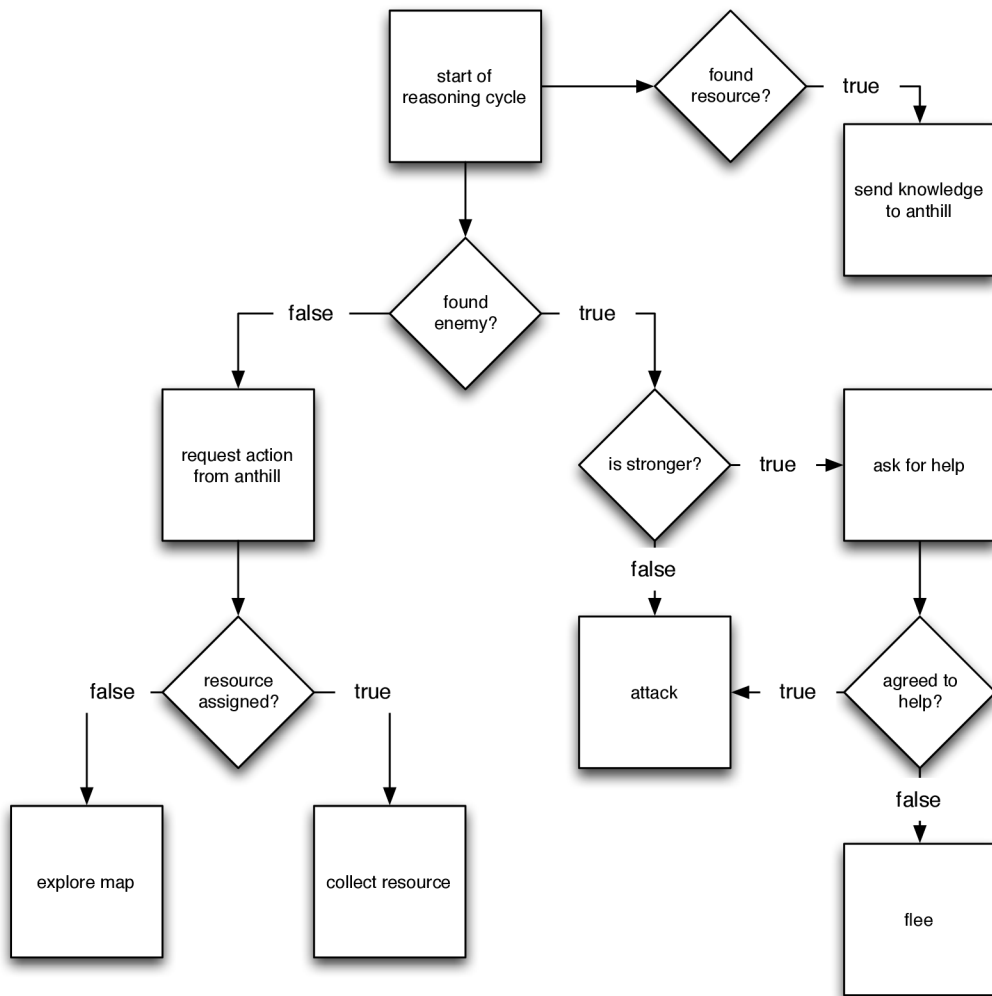 start of
reasoning cycle
found
resource?
true
send knowledge
to anthill
false
found
enemy?
true
request action
from anthill
is stronger?
true
ask for help
false
false
resource
assigned?
true
attack
true
agreed to
help?
false
explore map
collect resource
flee